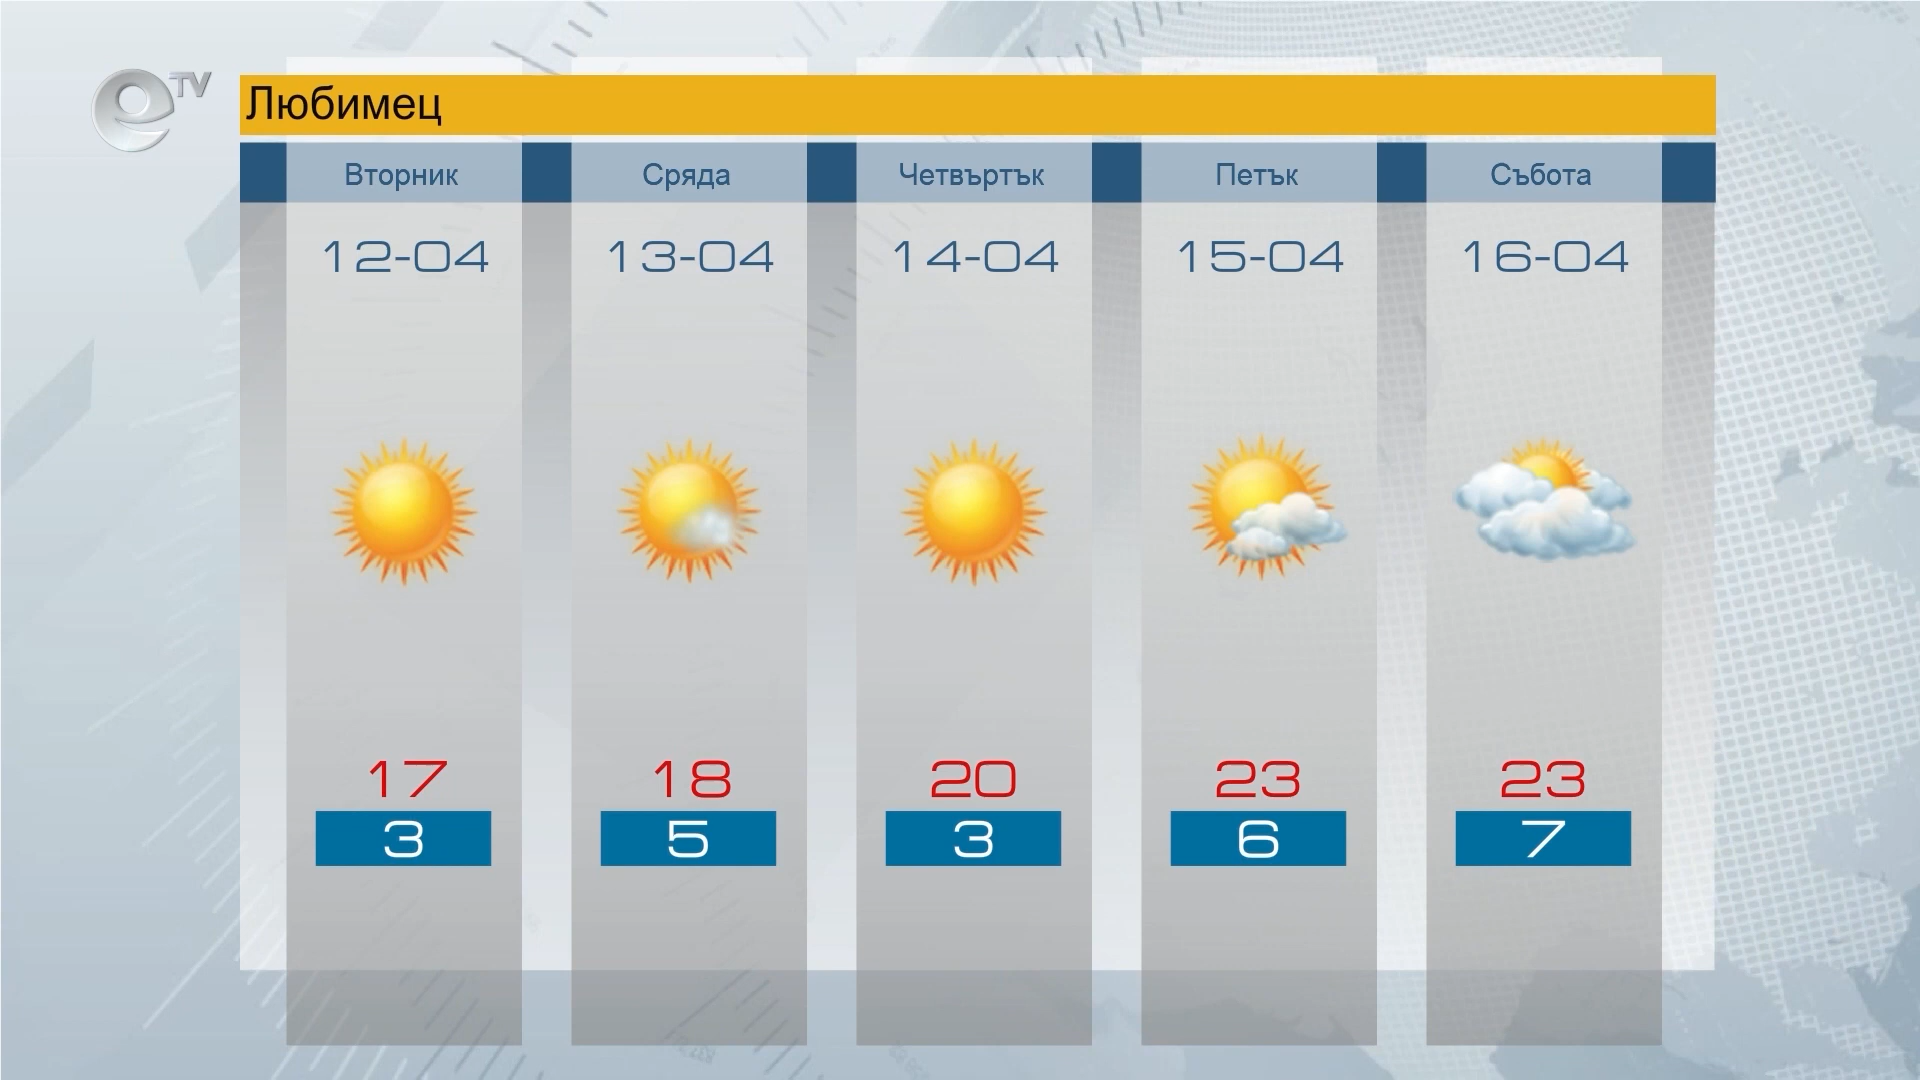 eTV
Любимец
Вторник Сряда Четвъртък Петък Събота
12-04 13-04 14-04 15-04 16-04
17 18 20 23 23
3 5 3 6 7